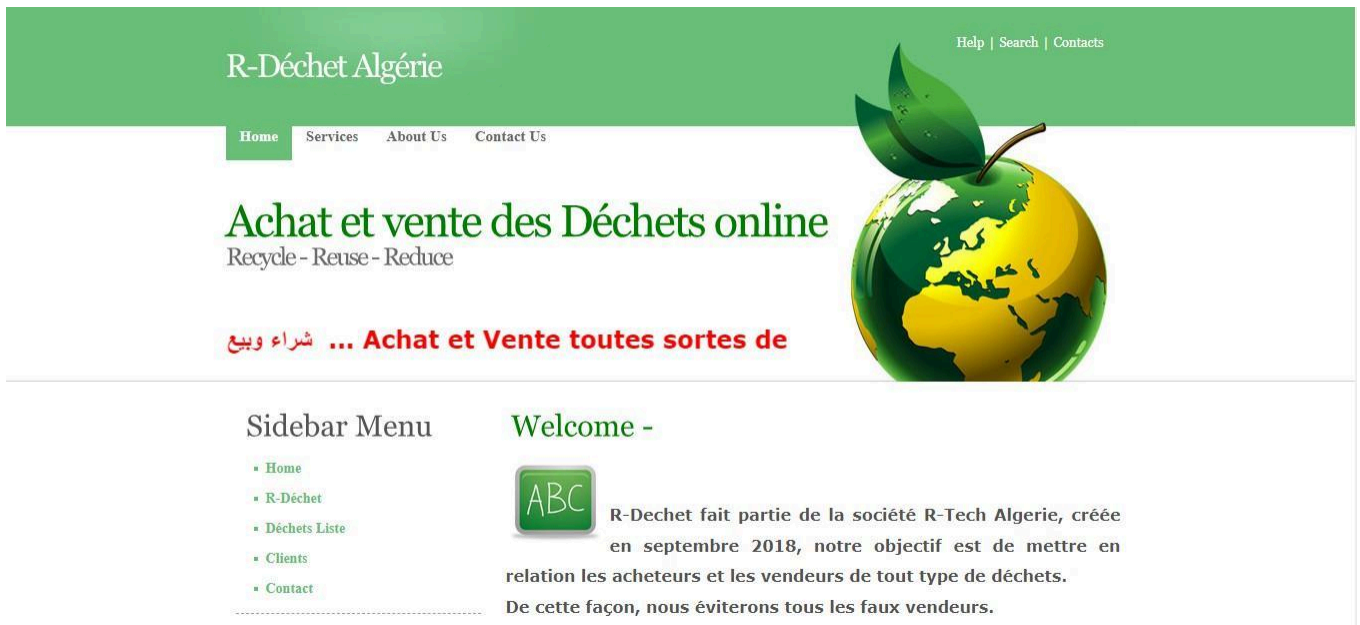 Help | Search | Contacts
R-Déchet Algérie
Home Services About Us Contact Us
Achat et vente des Déchets online
Recycle - Reuse - Reduce
شراء وبيع ... Achat et Vente toutes sortes de
Sidebar Menu
Home
R-Déchet
Déchets Liste
Clients
Contact
Welcome -
ABC
R-Dechet fait partie de la société R-Tech Algerie, créée
en septembre 2018, notre objectif est de mettre en
relation les acheteurs et les vendeurs de tout type de déchets.
De cette façon, nous éviterons tous les faux vendeurs.